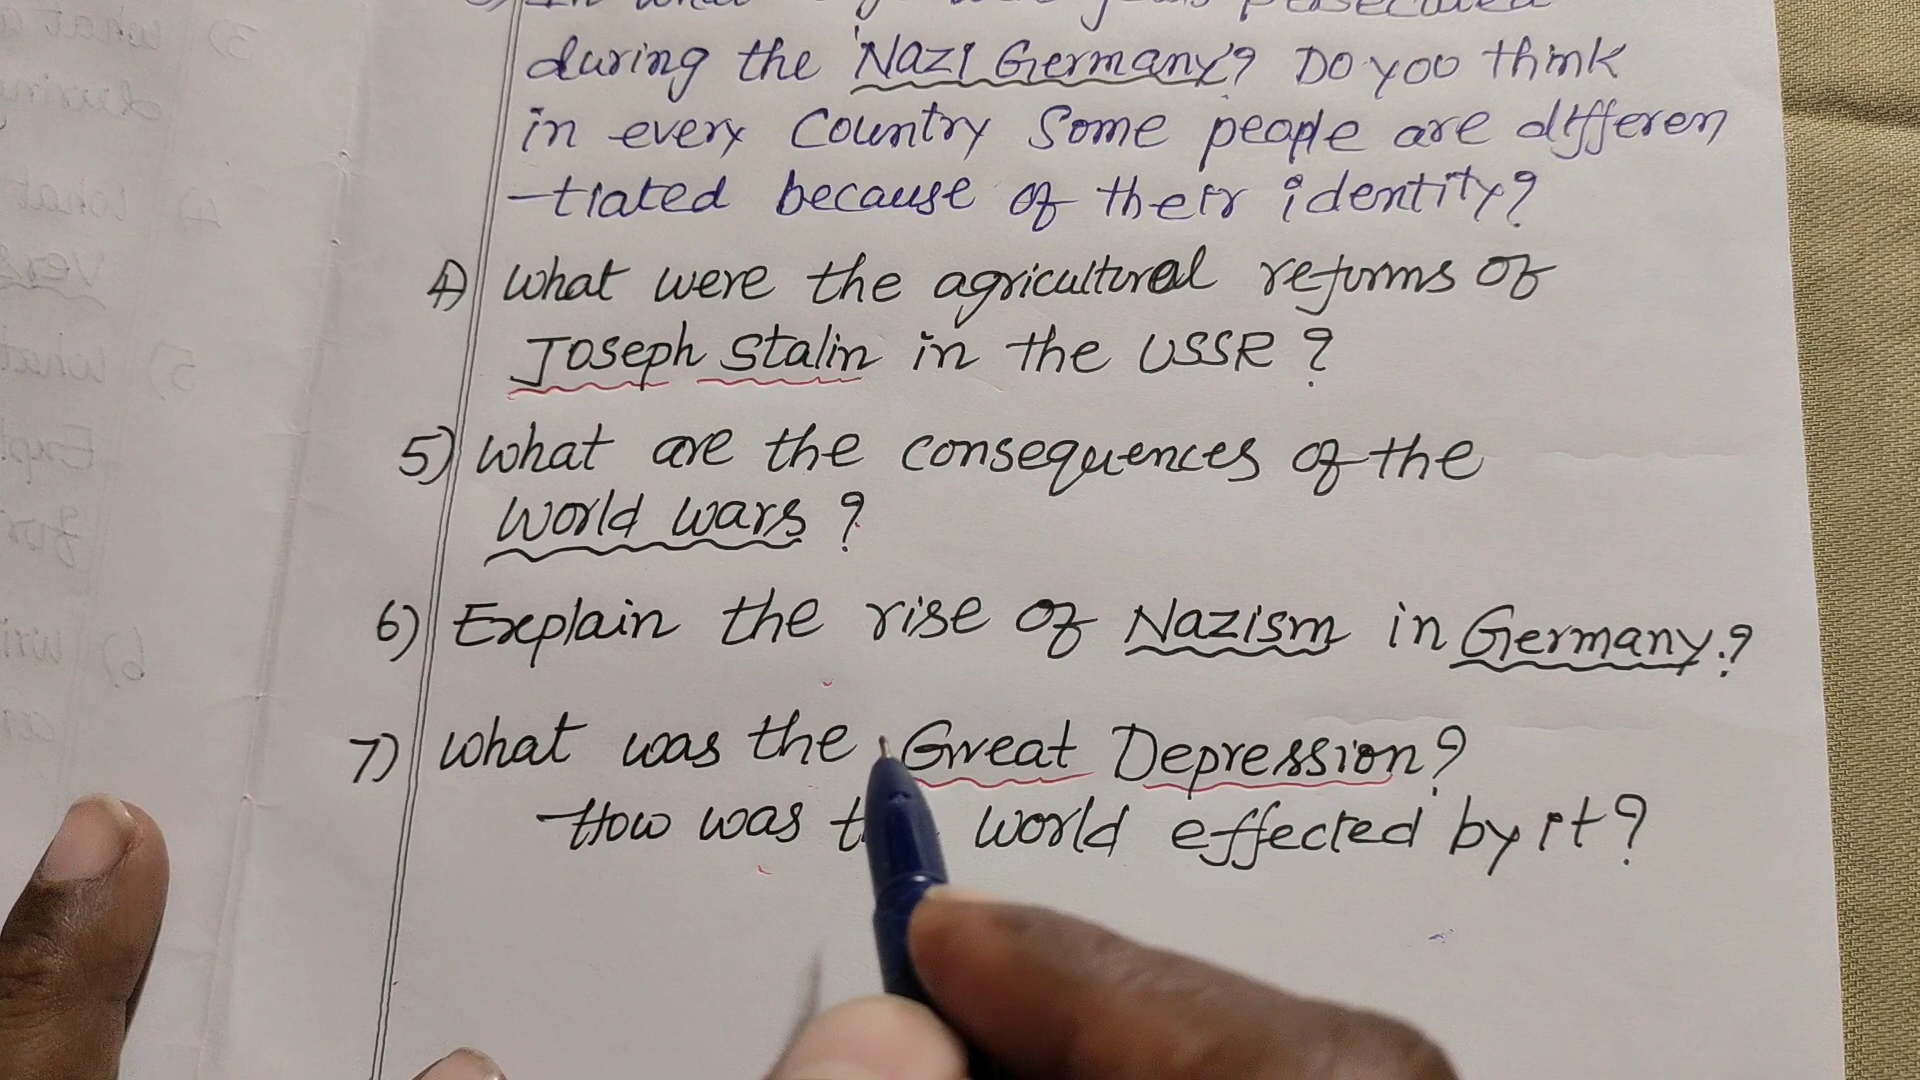 during the 'Nazi Germany'? Do you think
in every Country Some people are differen
-tiated because of their identity?
4) What were the agricultural reforms of
Joseph Stalin in the USSR ?
5) What are the consequences of the
World Wars ?
6) Explain the rise of Nazism in Germany.?
7) What was the Great Depression?
How was world effected by it?